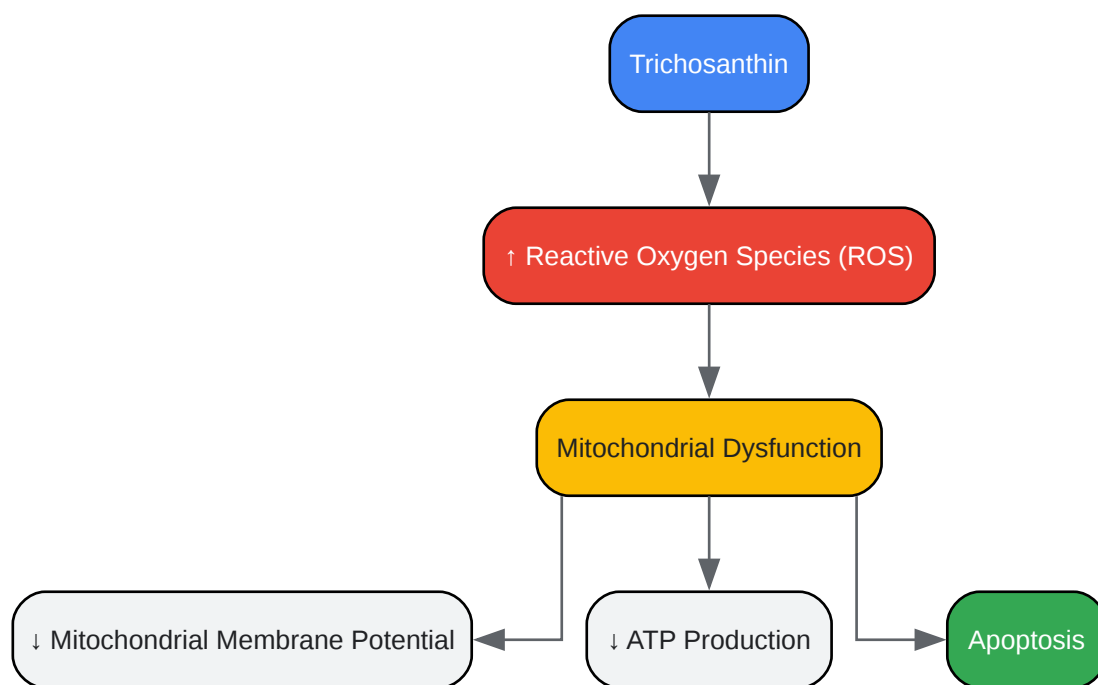 Trichosanthin
↑ Reactive Oxygen Species (ROS)
Mitochondrial Dysfunction
↓ Mitochondrial Membrane Potential
↓ ATP Production
Apoptosis